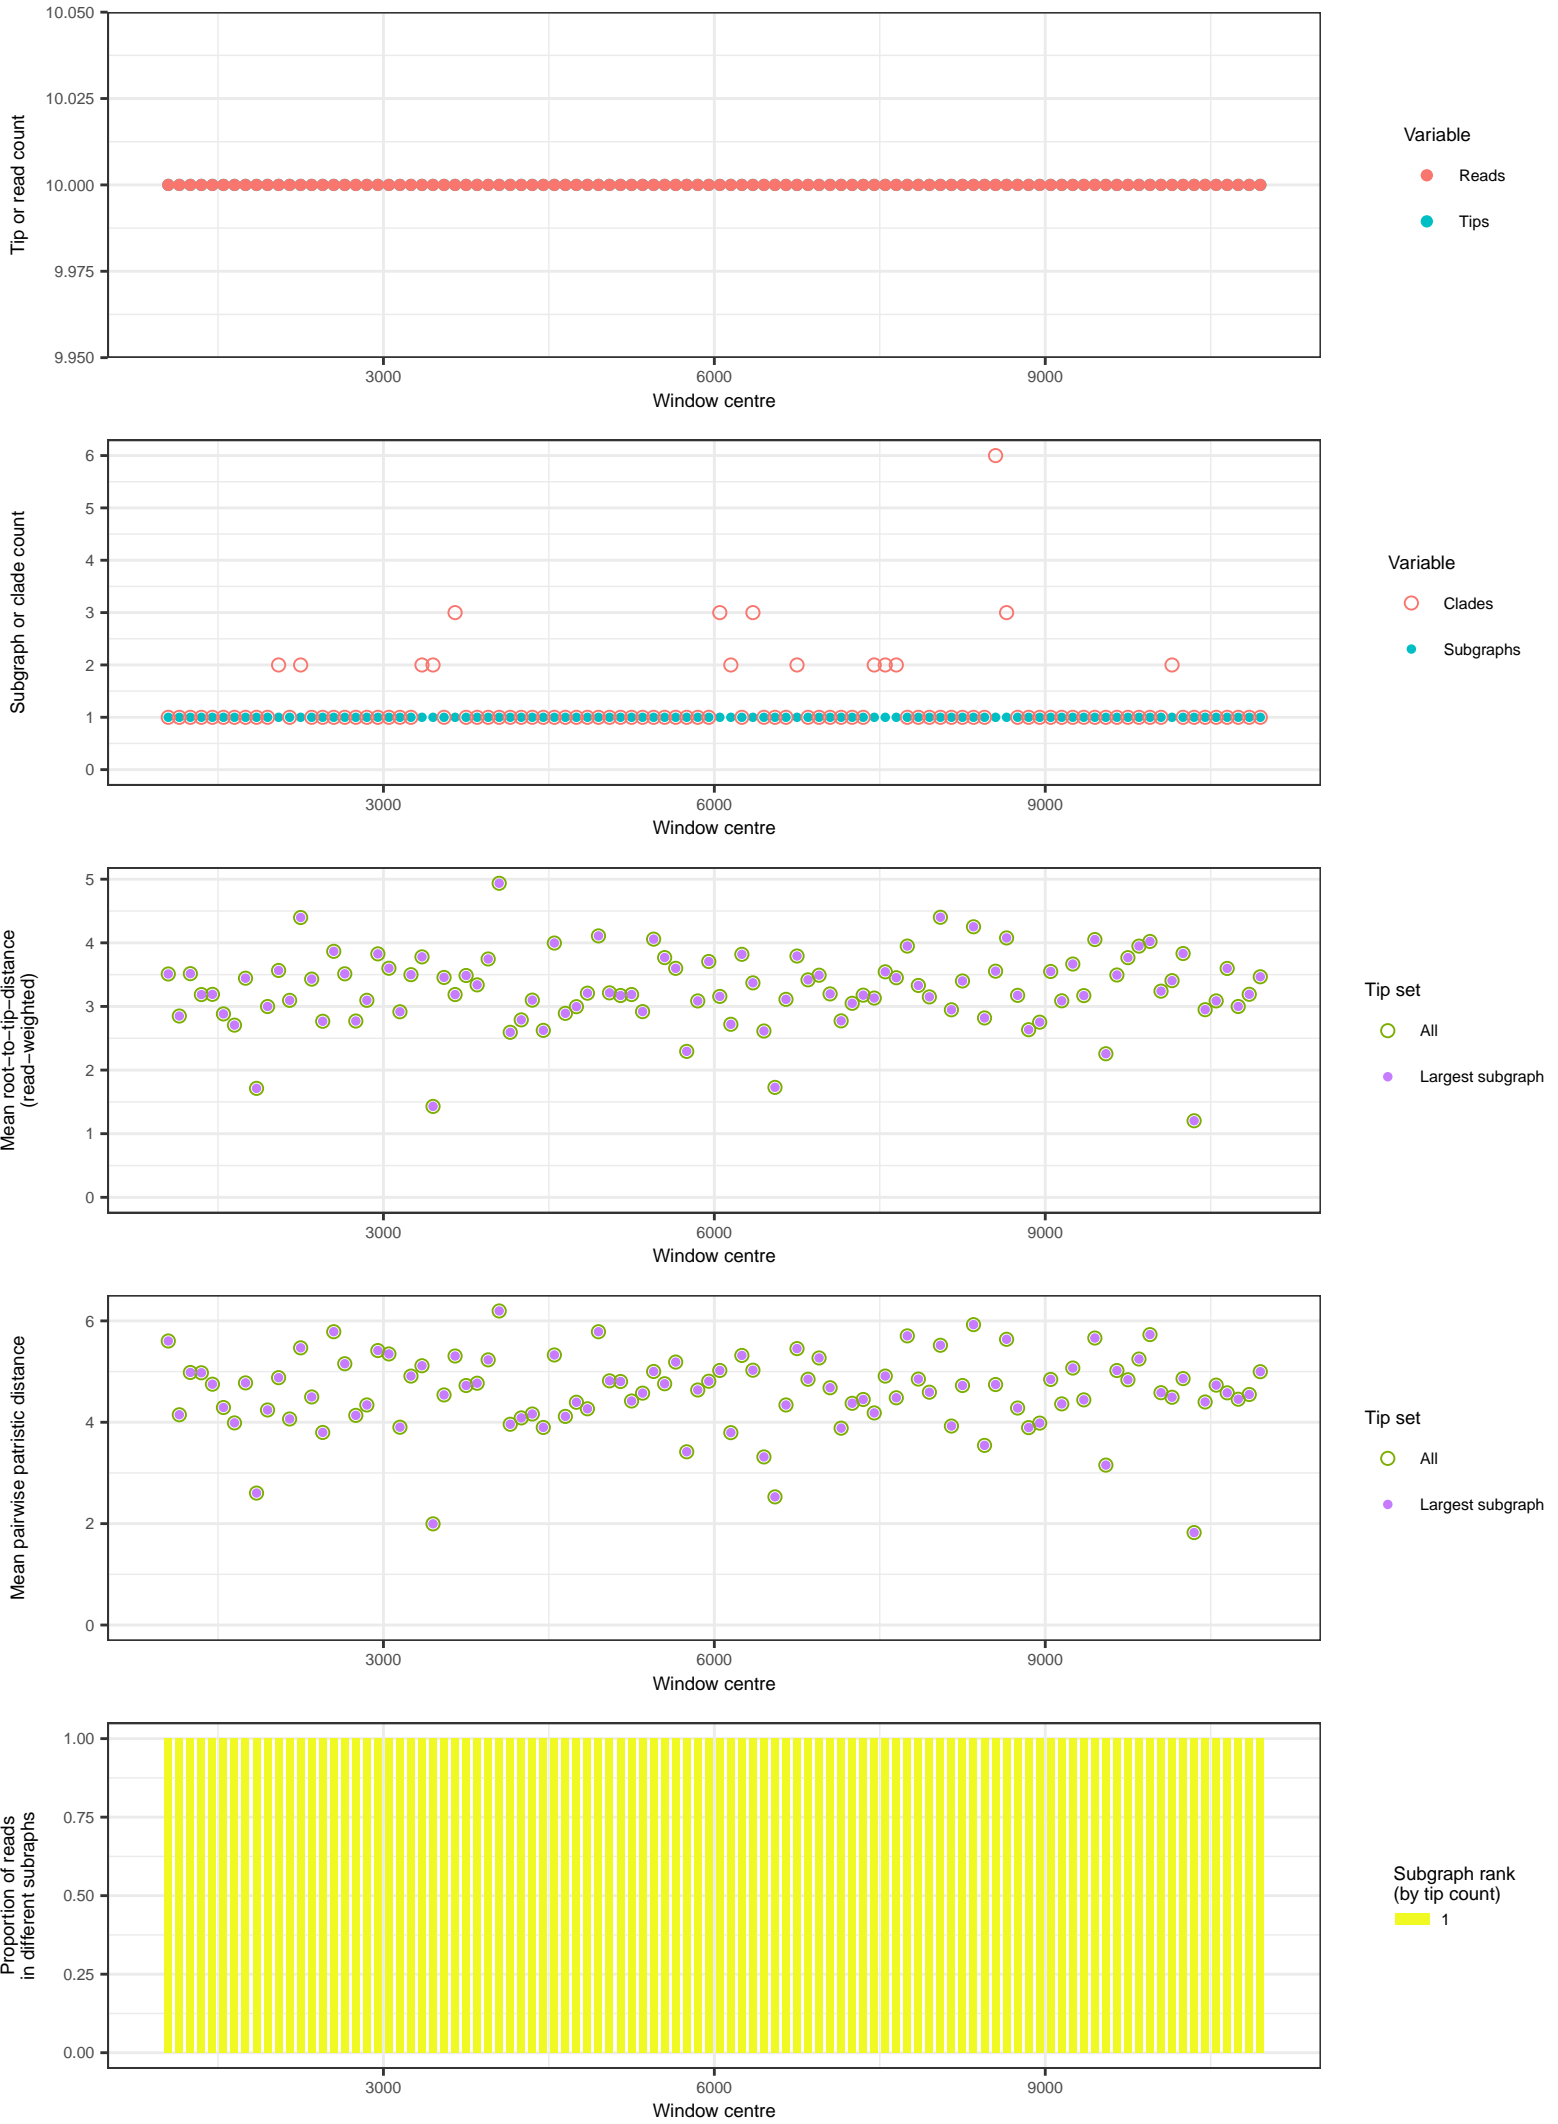 10.050
10.025
10.000
9.975
9.950
Tip or read count
3000 6000 9000
Window centre
Variable
Reads
Tips
6
5
4
3
2
1
0
Subgraph or clade count
3000 6000 9000
Window centre
Variable
Clades
Subgraphs
5
4
3
2
1
0
Mean root−to−tip−distance
(read−weighted)
3000 6000 9000
Window centre
Tip set
All
Largest subgraph
6
4
2
0
Mean pairwise patristic distance
3000 6000 9000
Window centre
Tip set
All
Largest subgraph
1.00
0.75
0.50
0.25
0.00
Proportion of reads
in different subraphs
3000 6000 9000
Window centre
Subgraph rank
(by tip count)
1